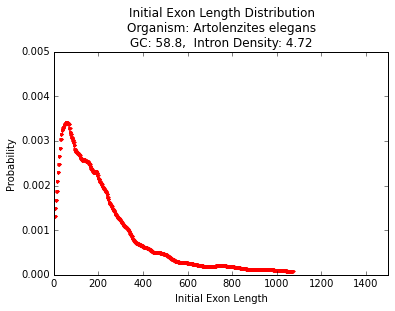 Initial Exon Length Distribution
Organism: Artolenzites elegans
GC: 58.8,  Intron Density: 4.72
0.005
0.004
0.003
0.002
0.001
0.000
Probability
0 200 400 600 800 1000 1200 1400
Initial Exon Length